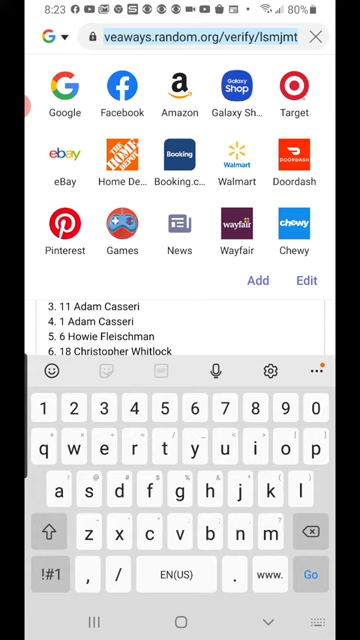 8:23
80%
veaways.random.org/verify/lsmjmt
Google
Facebook
Amazon
Galaxy Sh...
Target
eBay
Home De...
Booking.c...
Walmart
Doordash
Pinterest
Games
News
Wayfair
Chewy
Add
Edit
3. 11 Adam Casseri
4. 1 Adam Casseri
5. 6 Howie Fleischman
6. 18 Christopher Whitlock
1 2 3 4 5 6 7 8 9 0
q w e r t y u i o p
a s d f g h j k l
z x c v b n m
!#1 , / EN(US) . www. Go